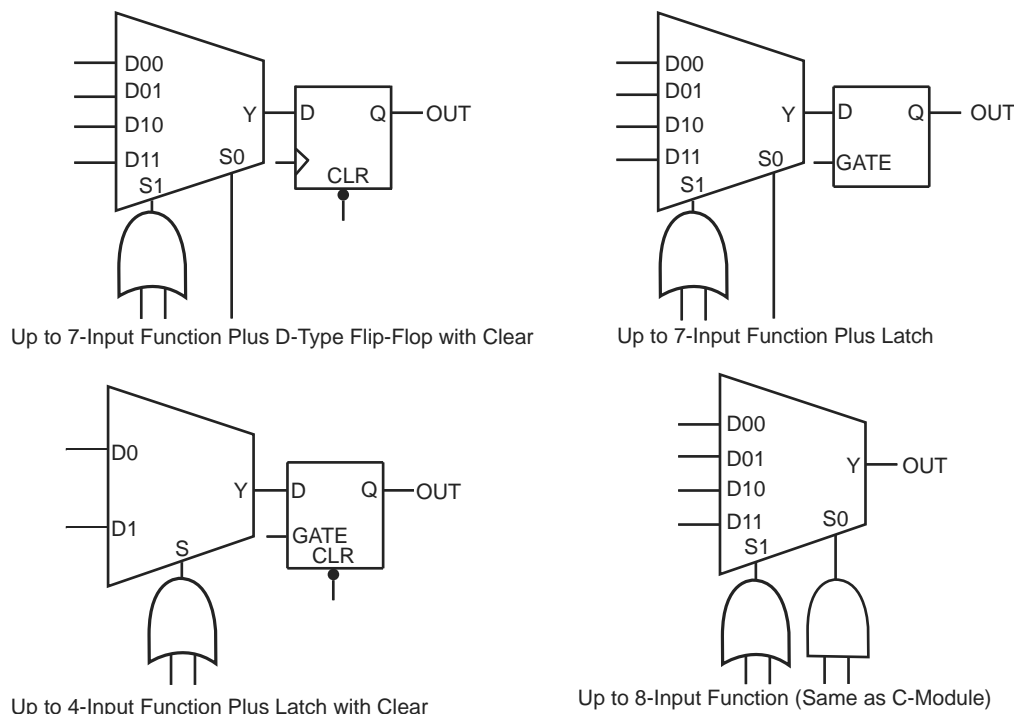 D00
D01
D10
D11
S1
S0
Y
D
Q
OUT
CLR
Up to 7-Input Function Plus D-Type Flip-Flop with Clear
D00
D01
D10
D11
S1
S0
Y
D
Q
OUT
GATE
Up to 7-Input Function Plus Latch
D0
D1
S
Y
D
Q
OUT
GATE
CLR
Up to 4-Input Function Plus Latch with Clear
D00
D01
D10
D11
S1
S0
Y
OUT
Up to 8-Input Function (Same as C-Module)